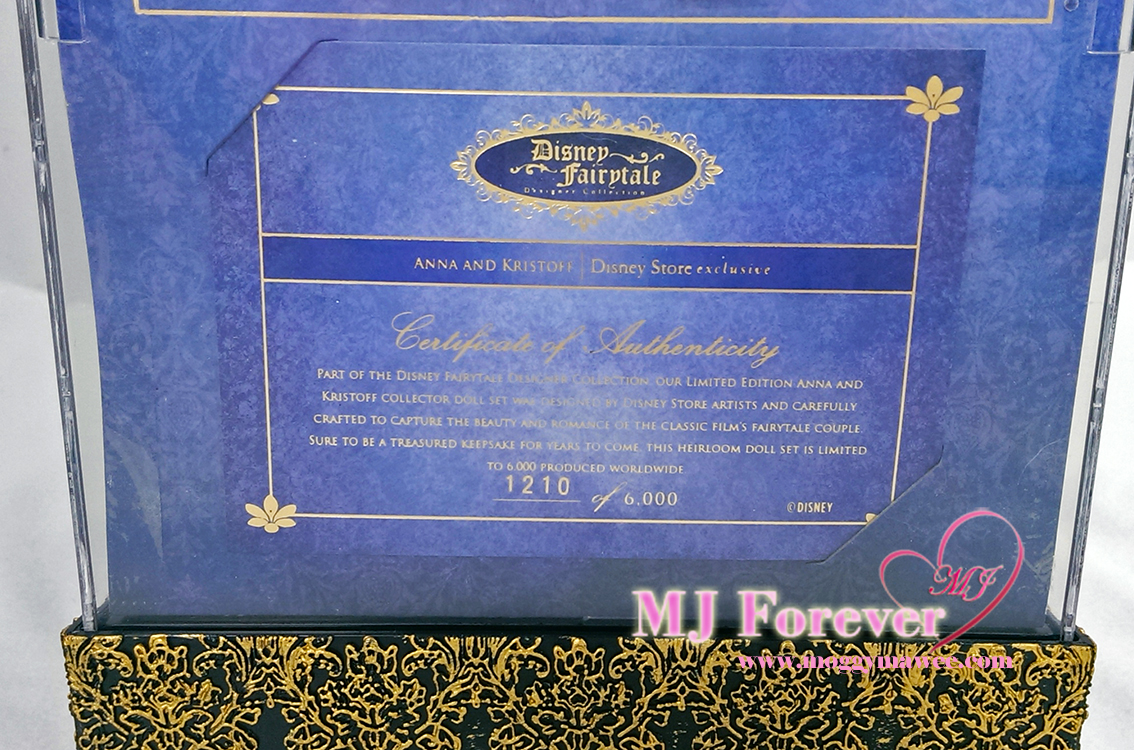 Disney
Fairytale
Designer Collection
ANNA AND KRISTOFF | Disney Store exclusive
Certificate of Authenticity
PART OF THE DISNEY FAIRYTALE DESIGNER COLLECTION, OUR LIMITED EDITION ANNA AND
KRISTOFF COLLECTOR DOLL SET WAS DESIGNED BY DISNEY STORE ARTISTS AND CAREFULLY
CRAFTED TO CAPTURE THE BEAUTY AND ROMANCE OF THE CLASSIC FILM'S FAIRYTALE COUPLE.
SURE TO BE A TREASURED KEEPSAKE FOR YEARS TO COME, THIS HEIRLOOM DOLL SET IS LIMITED
TO 6,000 PRODUCED WORLDWIDE
1210 of 6,000
©DISNEY
MJ
MJ Forever
www.moggymawee.com